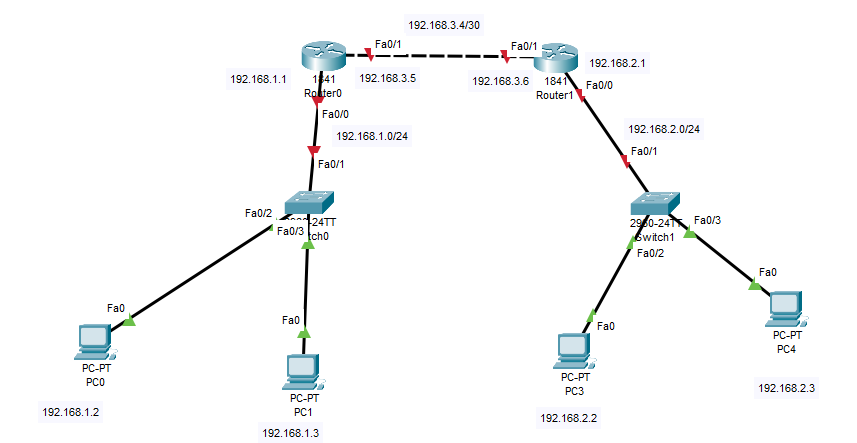 192.168.3.4/30
Fa0/1
Fa0/1
192.168.1.1
192.168.3.5
192.168.3.6
192.168.2.1
1841
Router0
1841
Router1
Fa0/0
Fa0/0
192.168.1.0/24
192.168.2.0/24
Fa0/1
Fa0/1
Fa0/2
Fa0/3
-24TT
tch0
2960-24TT
Switch1
Fa0/3
Fa0/2
Fa0
Fa0
Fa0
Fa0
PC-PT
PC0
PC-PT
PC1
PC-PT
PC3
PC-PT
PC4
192.168.1.2
192.168.1.3
192.168.2.2
192.168.2.3